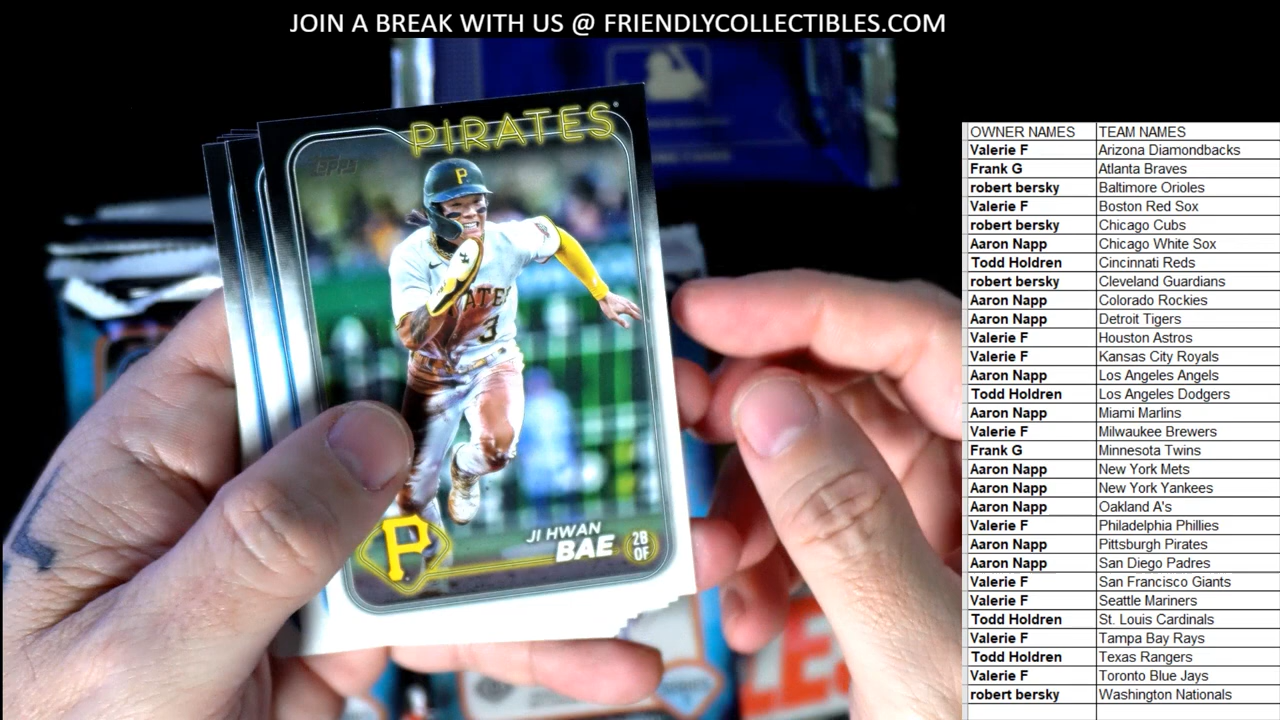 JOIN A BREAK WITH US @ FRIENDLYCOLLECTIBLES.COM
PIRATES
TOPPS
P
PIRATES
3
P
JI HWAN
BAE
2B
OF
OWNER NAMES TEAM NAMES
Valerie F Arizona Diamondbacks
Frank G Atlanta Braves
robert bersky Baltimore Orioles
Valerie F Boston Red Sox
robert bersky Chicago Cubs
Aaron Napp Chicago White Sox
Todd Holdren Cincinnati Reds
robert bersky Cleveland Guardians
Aaron Napp Colorado Rockies
Aaron Napp Detroit Tigers
Valerie F Houston Astros
Valerie F Kansas City Royals
Aaron Napp Los Angeles Angels
Todd Holdren Los Angeles Dodgers
Aaron Napp Miami Marlins
Valerie F Milwaukee Brewers
Frank G Minnesota Twins
Aaron Napp New York Mets
Aaron Napp New York Yankees
Aaron Napp Oakland A's
Valerie F Philadelphia Phillies
Aaron Napp Pittsburgh Pirates
Aaron Napp San Diego Padres
Valerie F San Francisco Giants
Valerie F Seattle Mariners
Todd Holdren St. Louis Cardinals
Valerie F Tampa Bay Rays
Todd Holdren Texas Rangers
Valerie F Toronto Blue Jays
robert bersky Washington Nationals